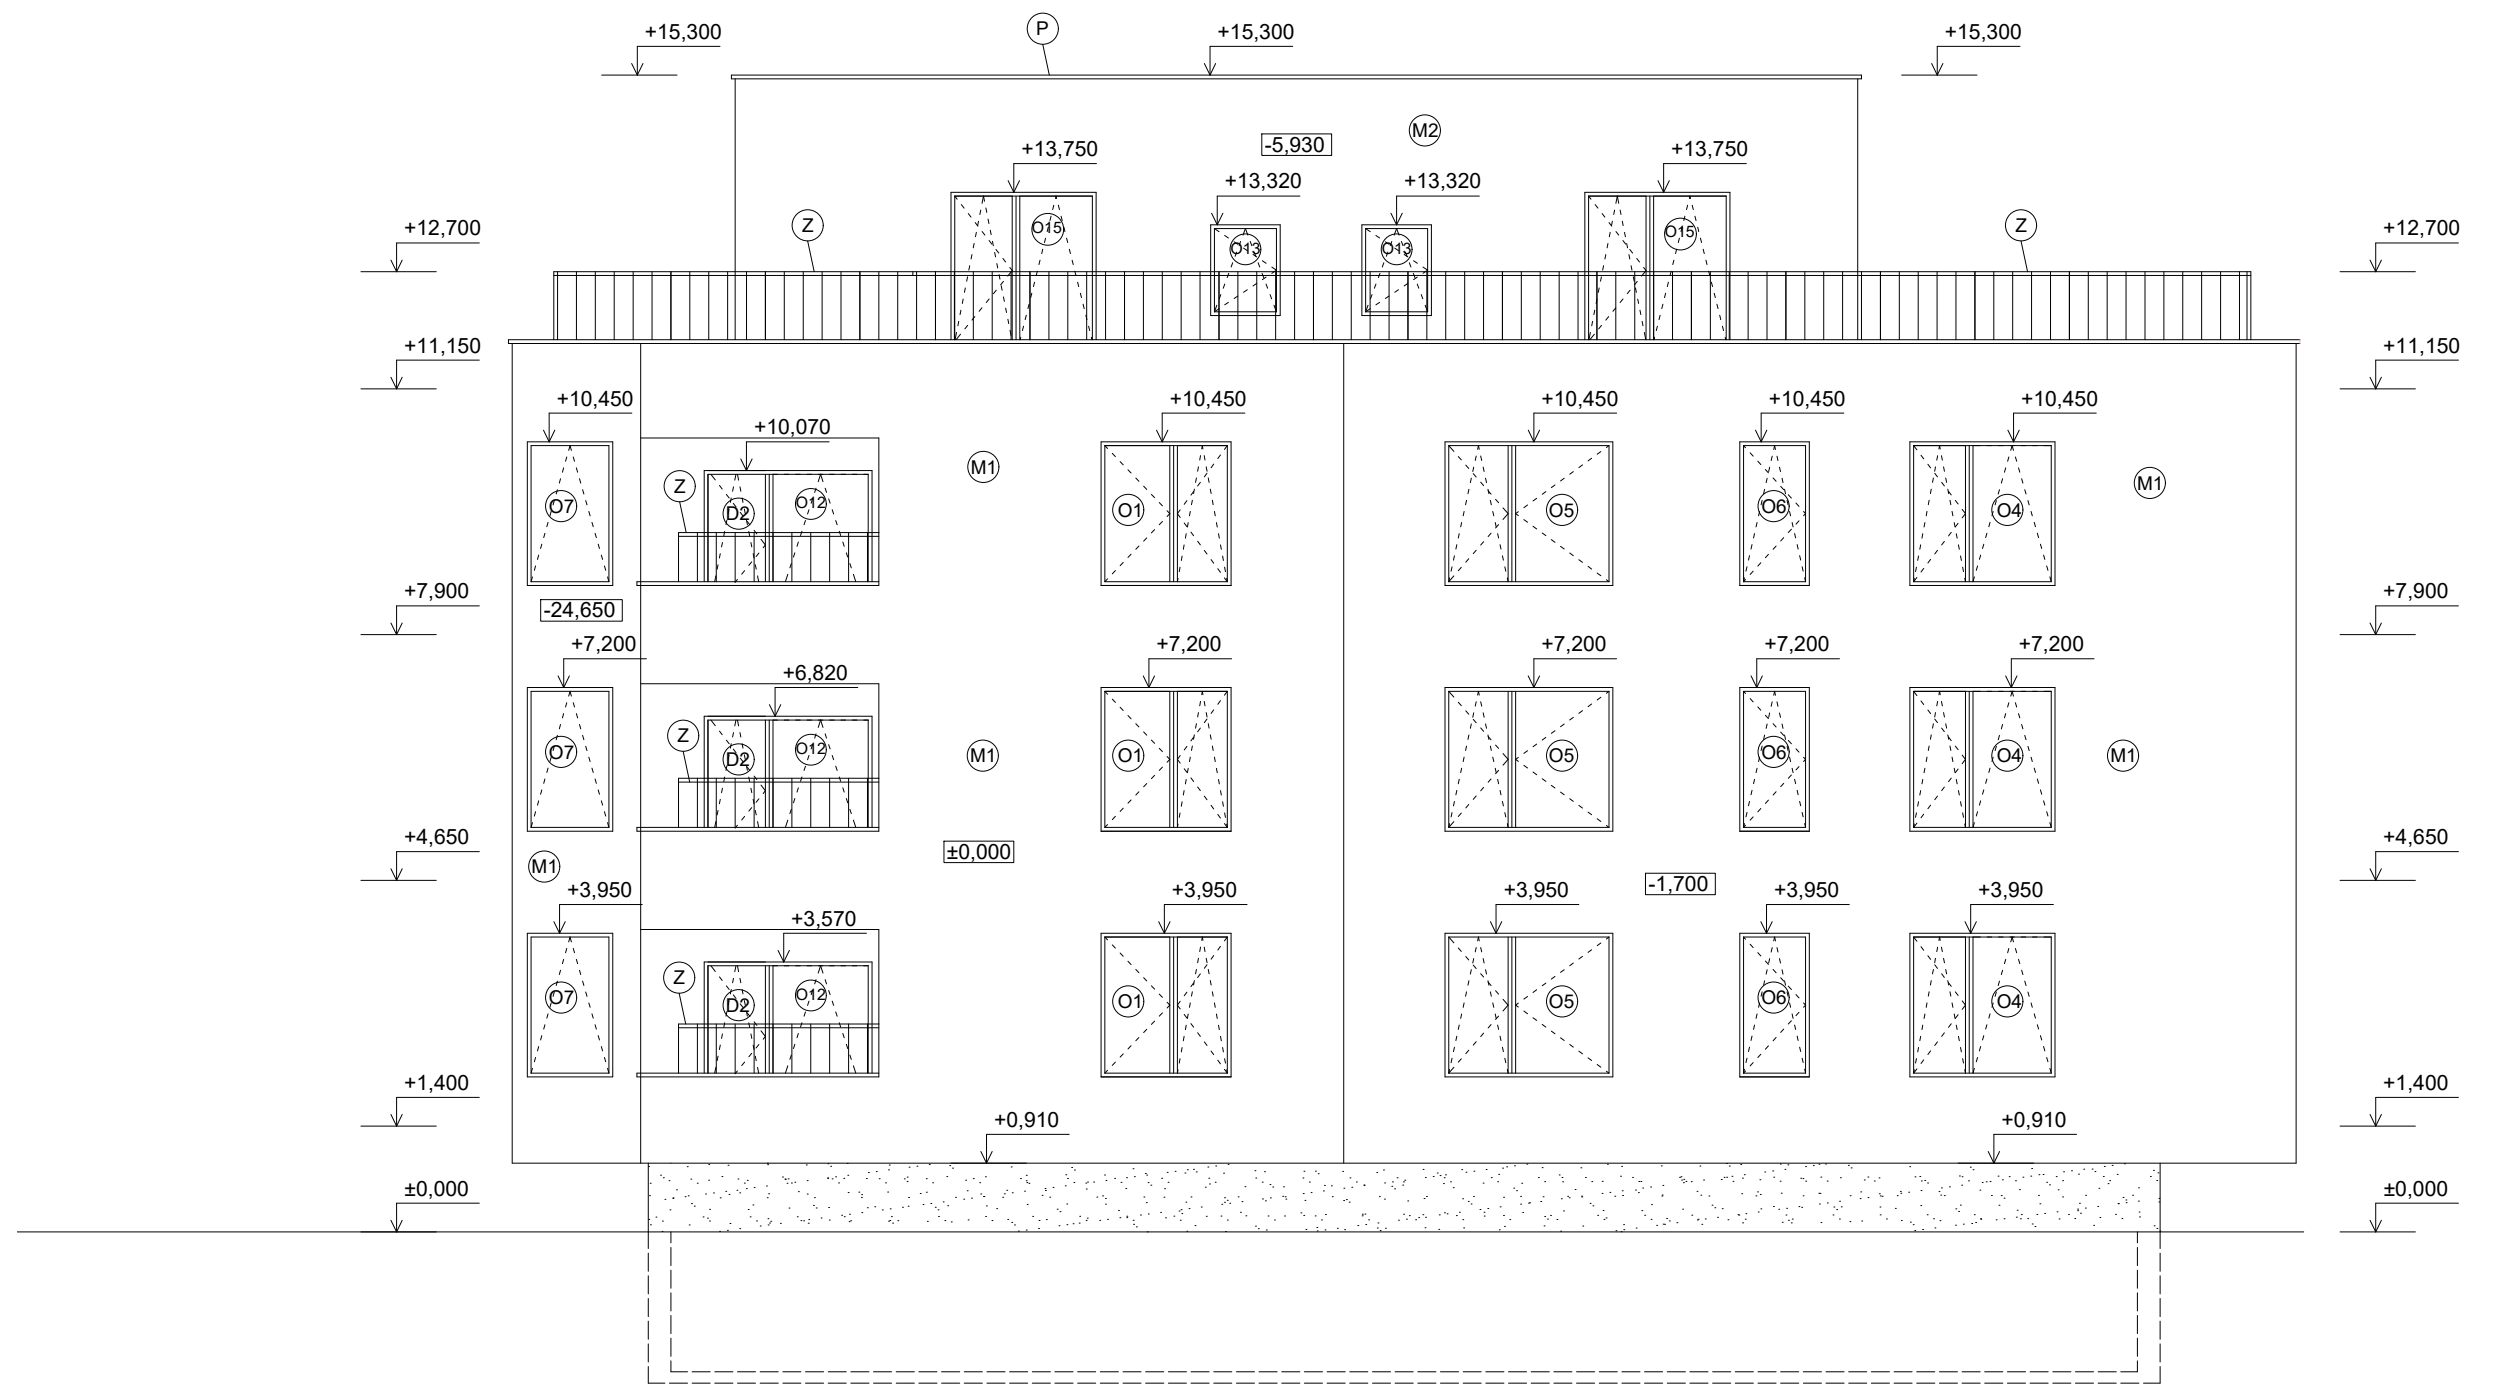 +15,300 P +15,300 +15,300
M2
-5,930
+13,750 +13,750
+13,320 +13,320
+12,700 Z O15 O15 Z +12,700
O13 O13
+11,150 +11,150
+10,450 +10,450 +10,450 +10,450 +10,450
+10,070
M1 M1
Z
O7 D2 O12 O1 O5 O6 O4
+7,900 +7,900
-24,650
+7,200 +7,200 +7,200 +7,200 +7,200
+6,820
Z
O7 D2 O12 M1 O1 O5 O6 O4 M1
+4,650 ±0,000 +4,650
M1 -1,700
+3,950 +3,950 +3,950 +3,950 +3,950
+3,570
Z
O7 D2 O12 O1 O5 O6 O4
+1,400 +1,400
+0,910 +0,910
±0,000 ±0,000